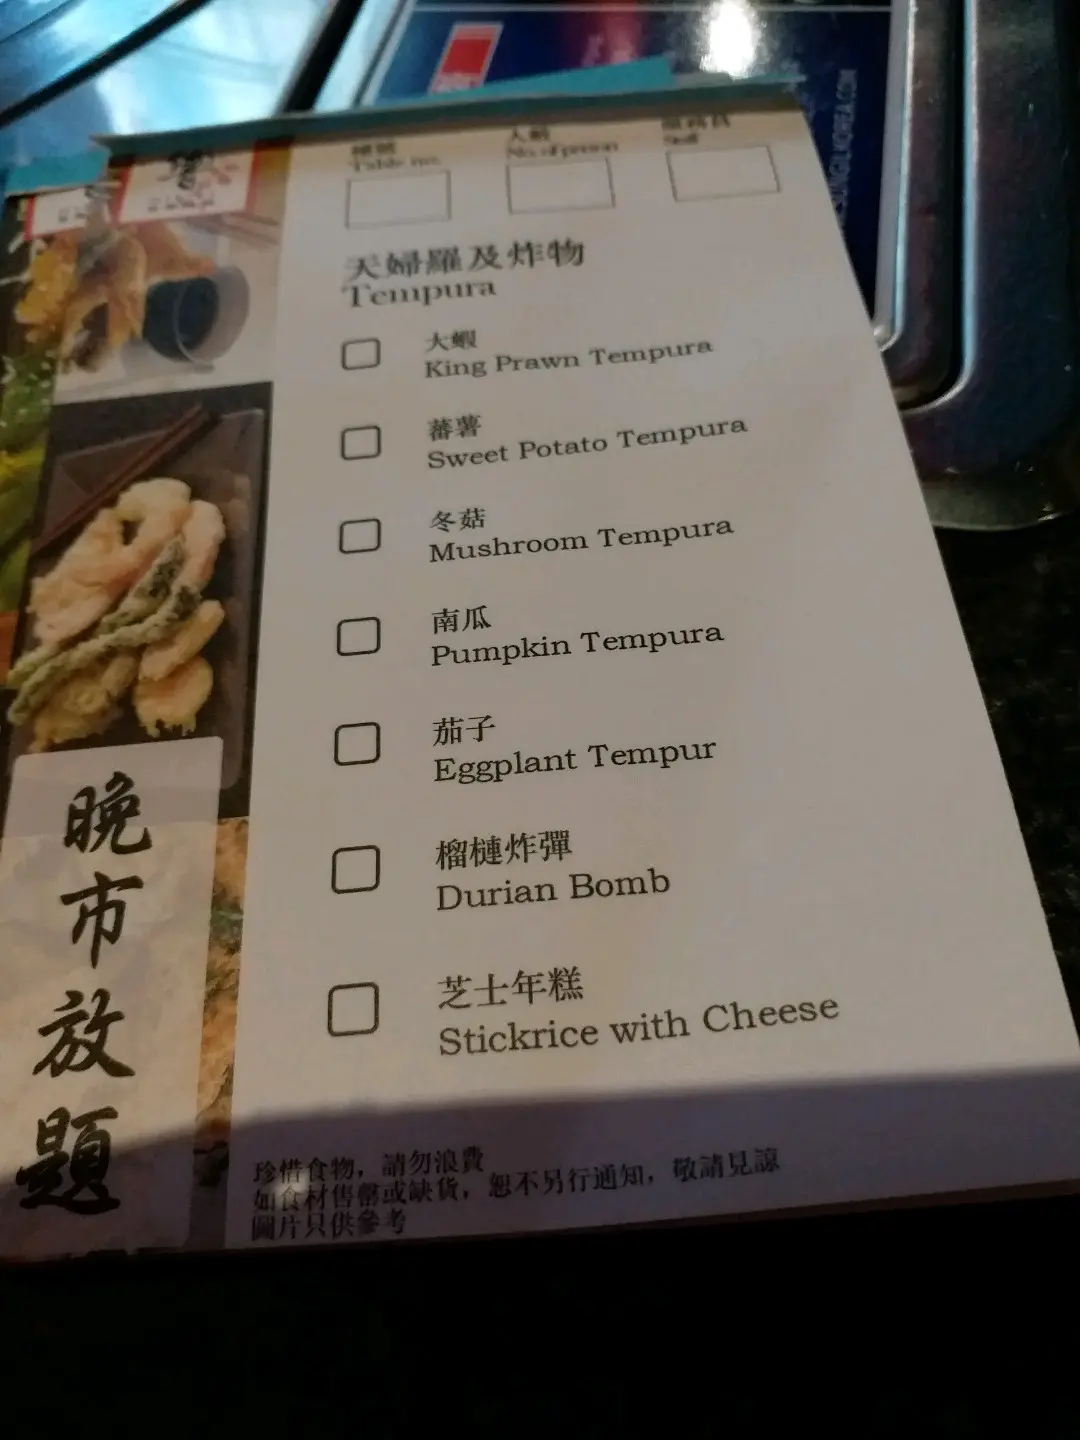 檯號
人數
Table no.
No. of person
Staff
天婦羅及炸物
Tempura
大蝦
King Prawn Tempura
蕃薯
Sweet Potato Tempura
冬菇
Mushroom Tempura
南瓜
Pumpkin Tempura
茄子
Eggplant Tempur
榴槤炸彈
Durian Bomb
芝士年糕
Stickrice with Cheese
珍惜食物，請勿浪費
如食材售罄或缺貨，恕不另行通知，敬請見諒
圖片只供參考
晚市放題